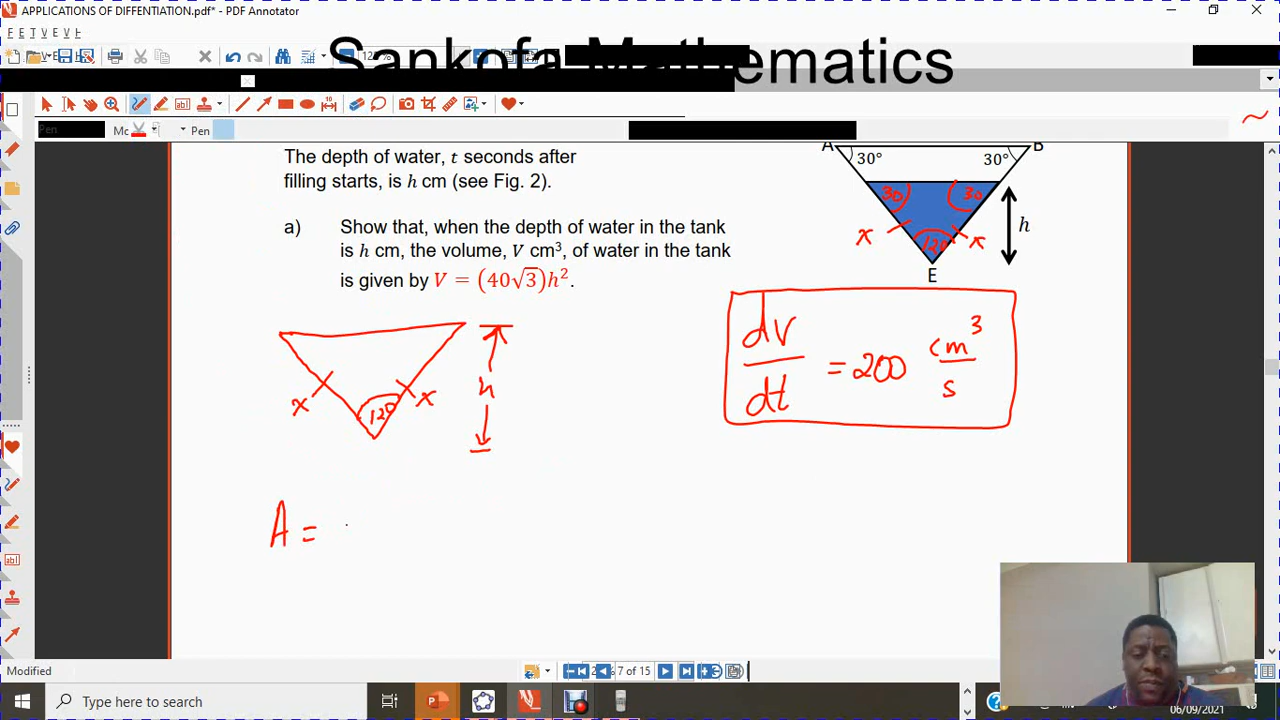 APPLICATIONS OF DIFFENTIATION.pdf* - PDF Annotator
F E T V E V F
Sankofa Mathematics
Pen
Pen
The depth of water, t seconds after
filling starts, is h cm (see Fig. 2).
a) Show that, when the depth of water in the tank
is h cm, the volume, V cm³, of water in the tank
is given by V = (40√3)h².
A B
30° 30°
30 30
x 120 x
h
E
dv/dt = 200 cm³/s
x 120 x
h
A =
Modified
7 of 15
Type here to search
06/09/2021